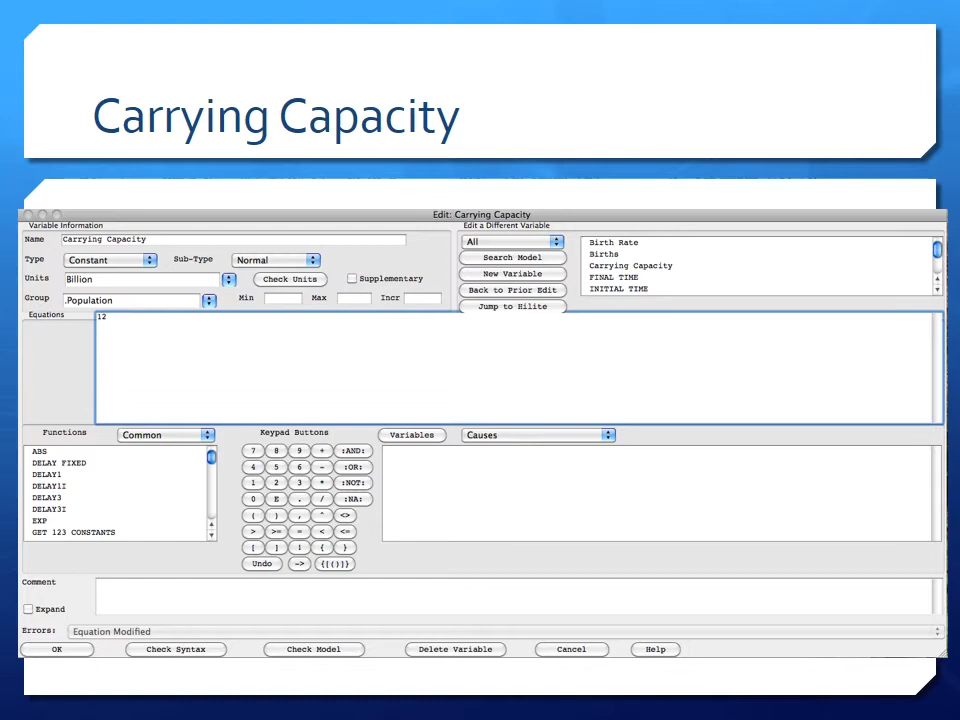 Carrying Capacity
Edit: Carrying Capacity
Variable Information
Edit a Different Variable
Name Carrying Capacity
Type Constant Sub-Type Normal
Units Billion Check Units Supplementary
Group .Population Min Max Incr
All
Search Model
New Variable
Back to Prior Edit
Jump to Hilite
Birth Rate
Births
Carrying Capacity
FINAL TIME
INITIAL TIME
Equations 12
Functions Common
ABS
DELAY FIXED
DELAY1
DELAY1I
DELAY3
DELAY3I
EXP
GET 123 CONSTANTS
Keypad Buttons
7 8 9 + :AND:
4 5 6 - :OR:
1 2 3 * :NOT:
0 E . / :NA:
( ) , ^ <>
> >= = < <=
[ ] ! { }
Undo -> {[()]}
Variables Causes
Comment
Expand
Errors: Equation Modified
OK Check Syntax Check Model Delete Variable Cancel Help